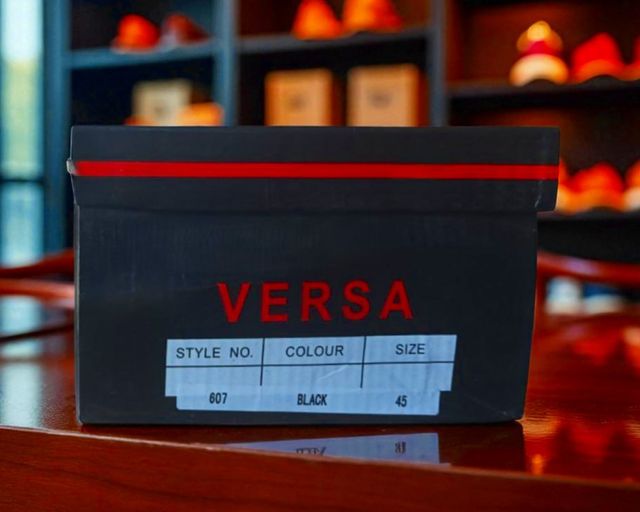 VERSA
STYLE NO. COLOUR SIZE
607 BLACK 45